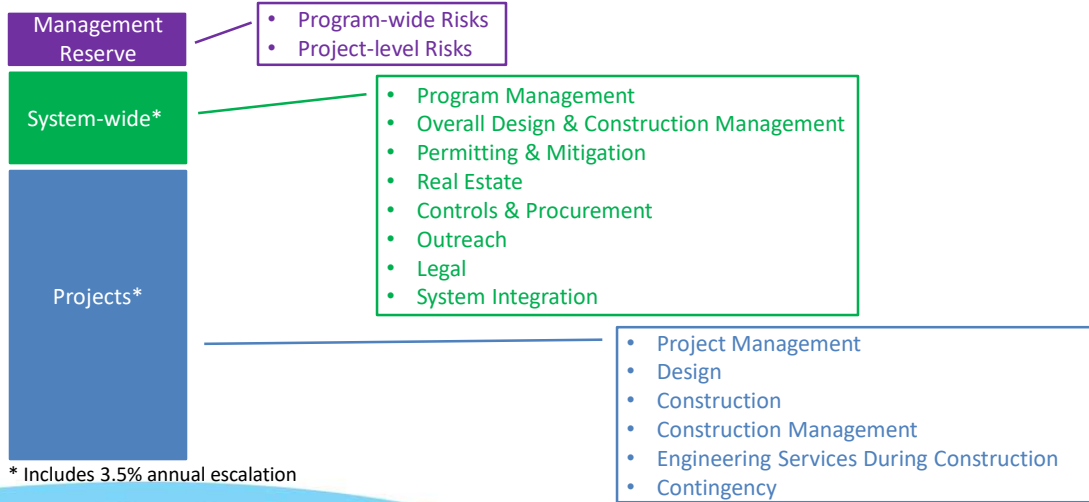 Management
Reserve
• Program-wide Risks
• Project-level Risks
System-wide*
• Program Management
• Overall Design & Construction Management
• Permitting & Mitigation
• Real Estate
• Controls & Procurement
• Outreach
• Legal
• System Integration
Projects*
• Project Management
• Design
• Construction
• Construction Management
• Engineering Services During Construction
• Contingency
* Includes 3.5% annual escalation